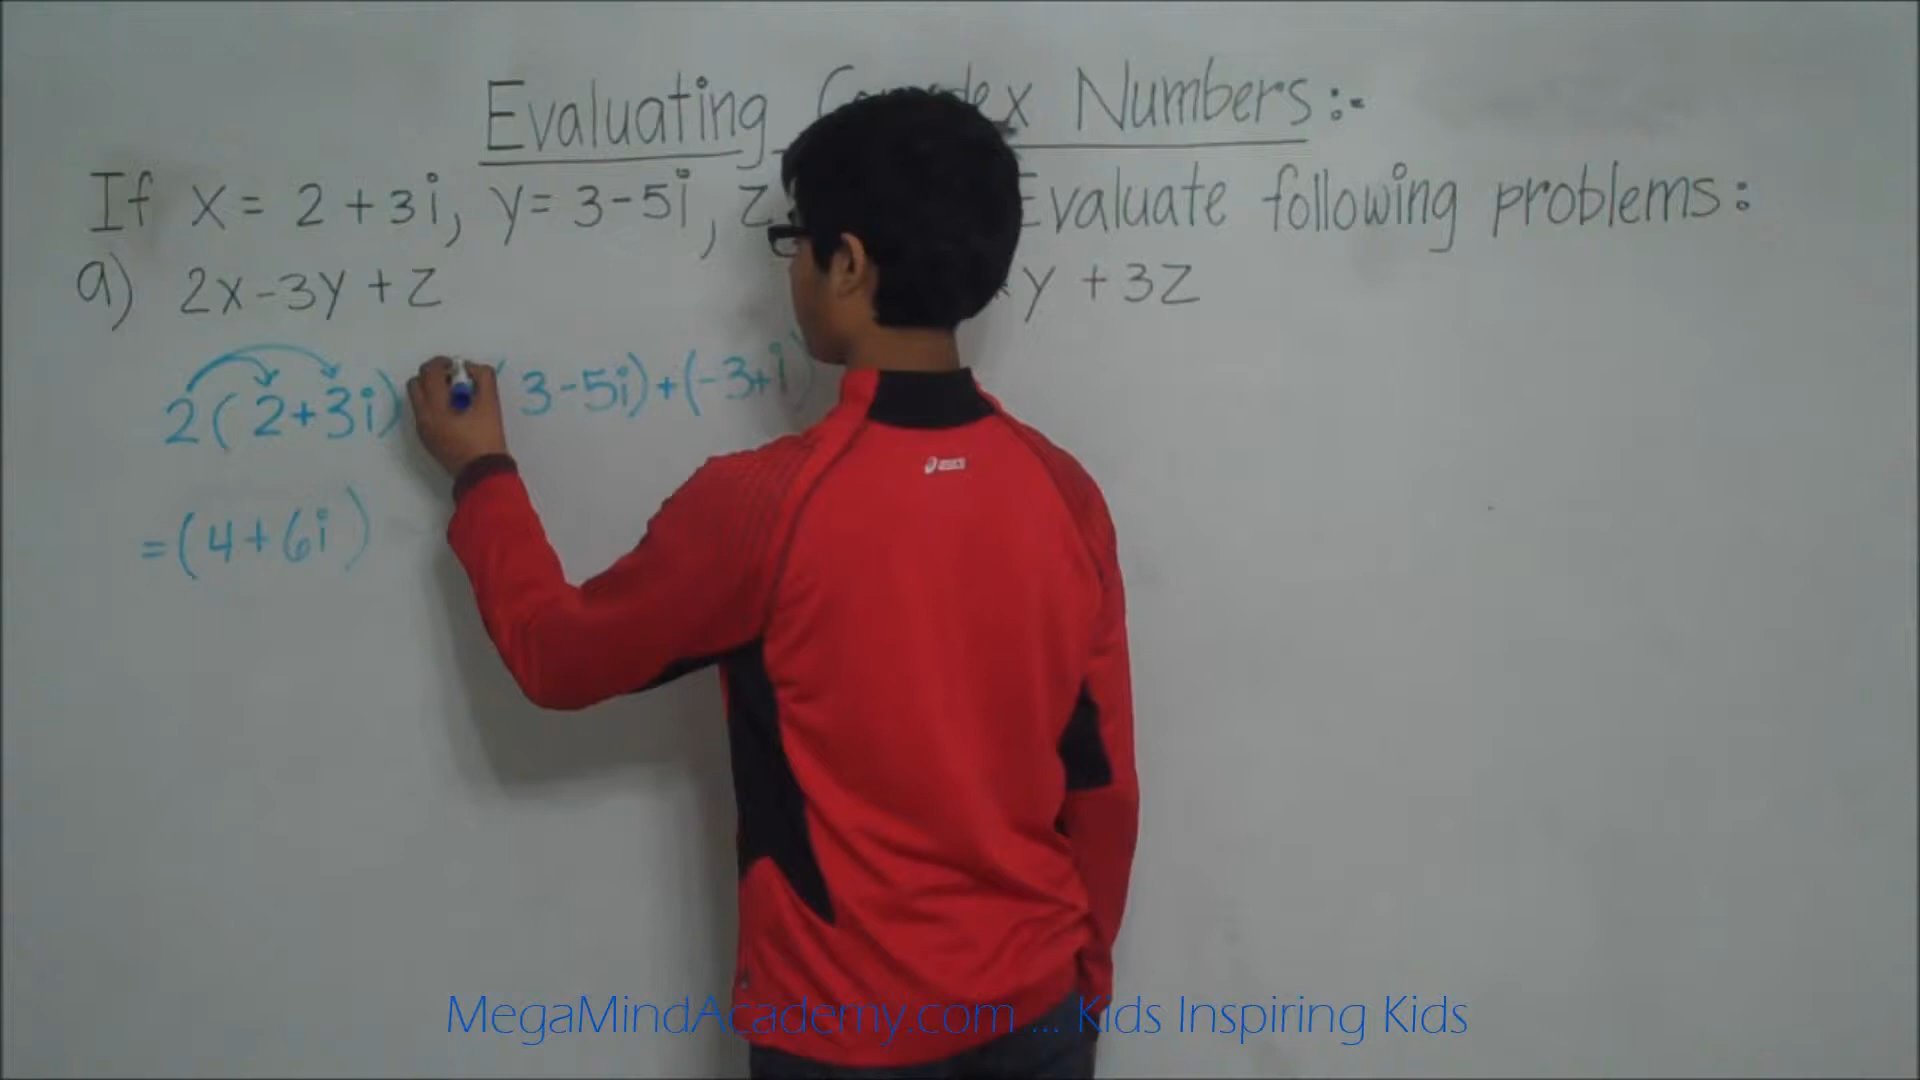 Evaluating Numbers:-
If x = 2 + 3i, y = 3 - 5i, z Evaluate following problems:
a) 2x - 3y + z y + 3z
2(2 + 3i) (3 - 5i) + (-3 + i)
= (4 + 6i)
asics
MegaMindAcademy.com ... Kids Inspiring Kids